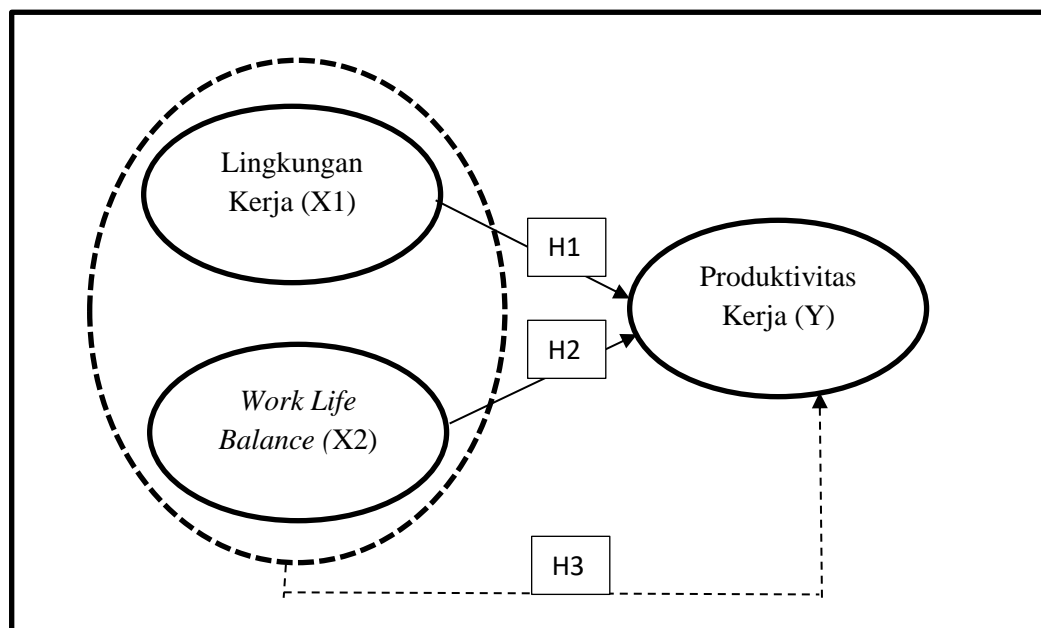 Lingkungan
Kerja (X1)
H1
Produktivitas
Kerja (Y)
H2
Work Life
Balance (X2)
H3